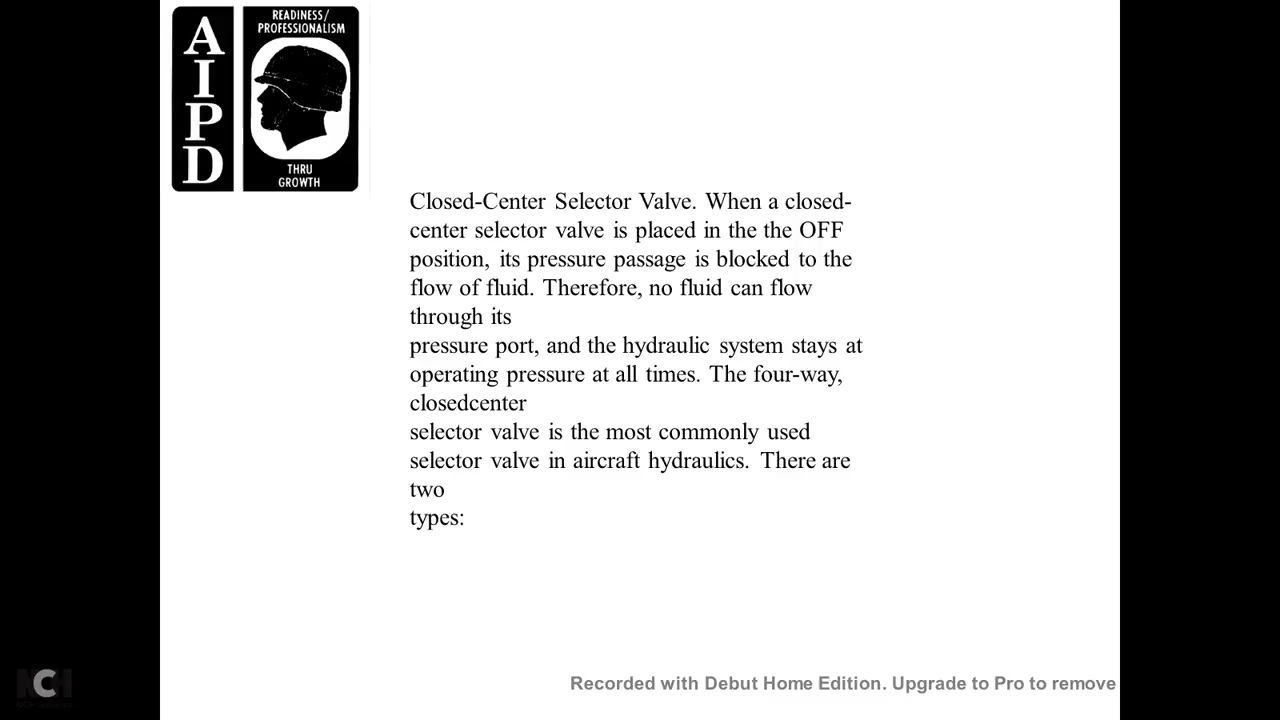 AIPD
READINESS/
PROFESSIONALISM
THRU
GROWTH
Closed-Center Selector Valve. When a closed-
center selector valve is placed in the the OFF
position, its pressure passage is blocked to the
flow of fluid. Therefore, no fluid can flow
through its
pressure port, and the hydraulic system stays at
operating pressure at all times. The four-way,
closedcenter
selector valve is the most commonly used
selector valve in aircraft hydraulics. There are
two
types:
NCH
Recorded with Debut Home Edition. Upgrade to Pro to remove